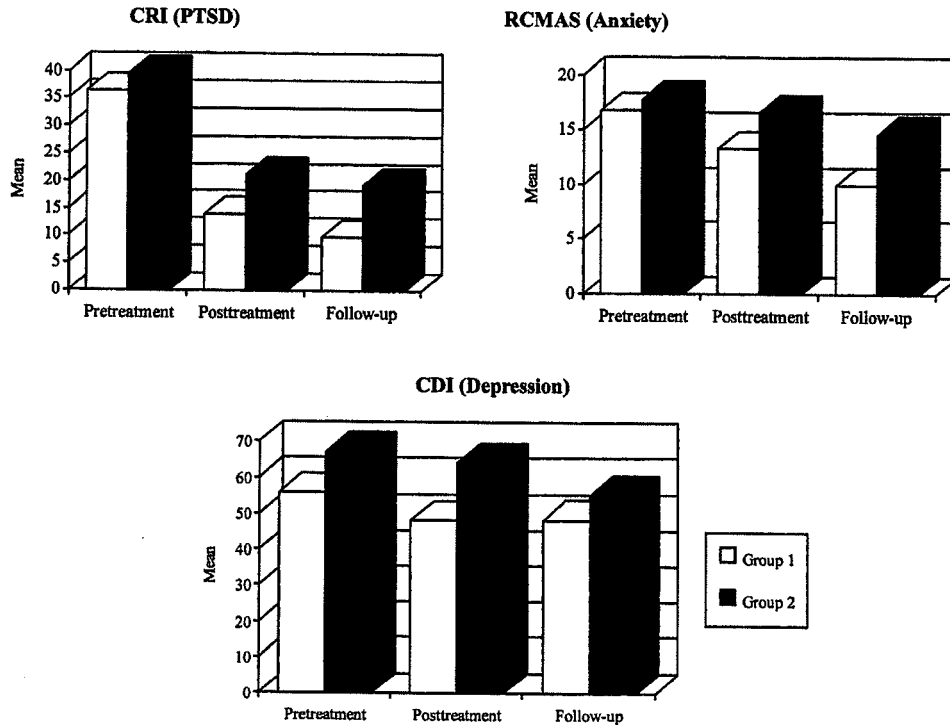 CRI (PTSD)
40
35
30
25
20
15
10
5
0
Mean
Pretreatment Posttreatment Follow-up
RCMAS (Anxiety)
20
15
10
5
0
Mean
Pretreatment Posttreatment Follow-up
CDI (Depression)
70
60
50
40
30
20
10
0
Mean
Pretreatment Posttreatment Follow-up
Group 1
Group 2